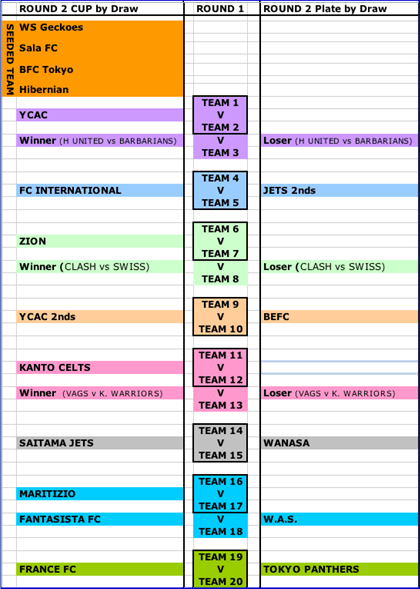 ROUND 2 CUP by Draw ROUND 1 ROUND 2 Plate by Draw
SEEDED TEAM
WS Geckoes
Sala FC
BFC Tokyo
Hibernian
TEAM 1
YCAC V
TEAM 2
Winner (H UNITED vs BARBARIANS) V Loser (H UNITED vs BARBARIANS)
TEAM 3
TEAM 4
FC INTERNATIONAL V JETS 2nds
TEAM 5
TEAM 6
ZION V
TEAM 7
Winner (CLASH vs SWISS) V Loser (CLASH vs SWISS)
TEAM 8
TEAM 9
YCAC 2nds V BEFC
TEAM 10
TEAM 11
KANTO CELTS V
TEAM 12
Winner (VAGS v K. WARRIORS) V Loser (VAGS v K. WARRIORS)
TEAM 13
TEAM 14
SAITAMA JETS V WANASA
TEAM 15
TEAM 16
MARITIZIO V
TEAM 17
FANTASISTA FC V W.A.S.
TEAM 18
TEAM 19
FRANCE FC V TOKYO PANTHERS
TEAM 20